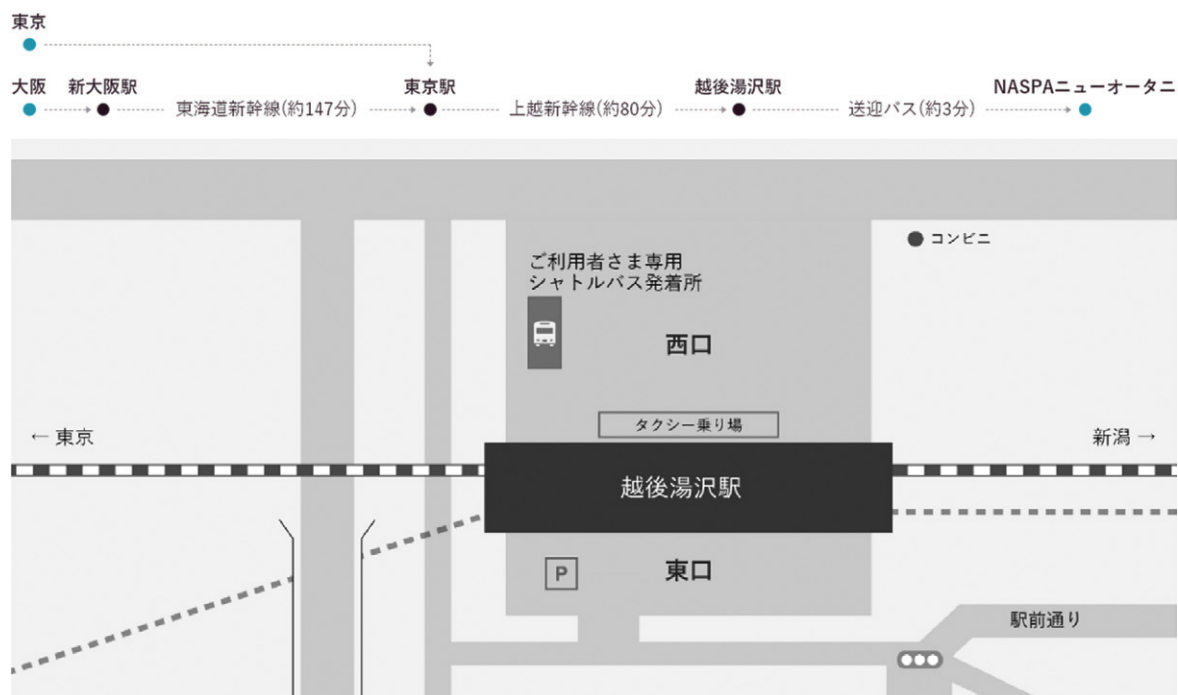 東京
大阪 新大阪駅 東海道新幹線(約147分) 東京駅 上越新幹線(約80分) 越後湯沢駅 送迎バス(約3分) NASPAニューオータニ
コンビニ
ご利用者さま専用
シャトルバス発着所
西口
タクシー乗り場
← 東京
新潟 →
越後湯沢駅
P
東口
駅前通り